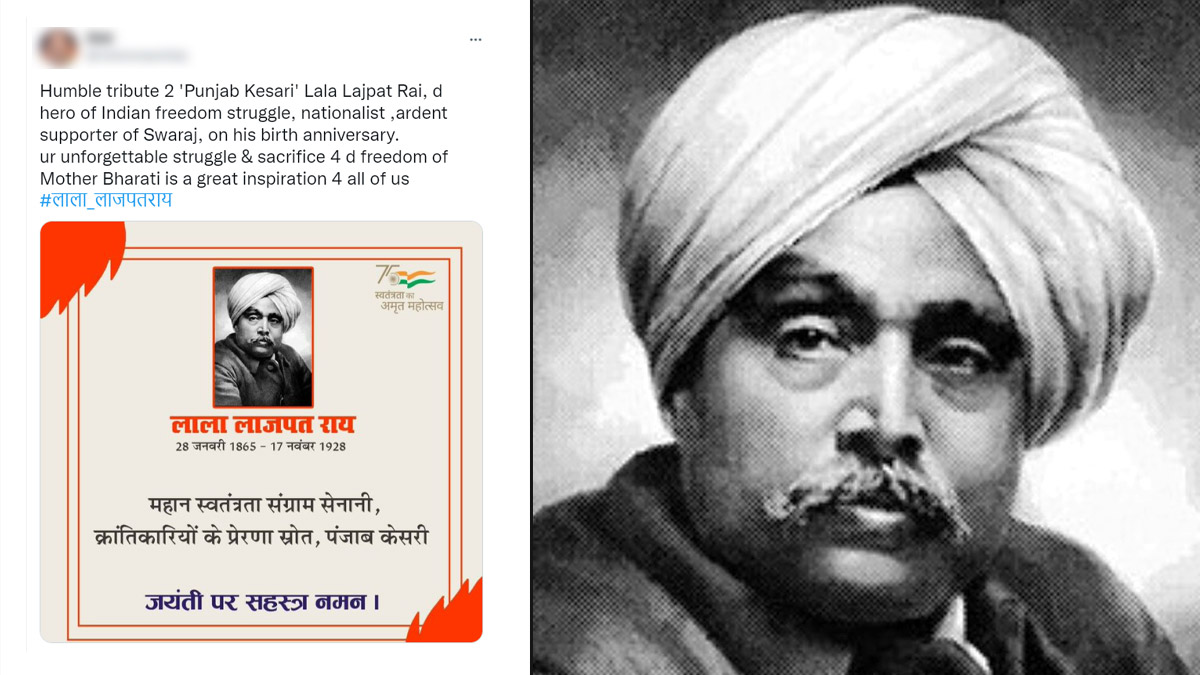 Humble tribute 2 'Punjab Kesari' Lala Lajpat Rai, d
hero of Indian freedom struggle, nationalist ,ardent
supporter of Swaraj, on his birth anniversary.
ur unforgettable struggle & sacrifice 4 d freedom of
Mother Bharati is a great inspiration 4 all of us
#लाला_लाजपतराय
75
स्वतंत्रता का
अमृत महोत्सव
लाला लाजपत राय
28 जनवरी 1865 - 17 नवंबर 1928
महान स्वतंत्रता संग्राम सेनानी,
क्रांतिकारियों के प्रेरणा स्रोत, पंजाब केसरी
जयंती पर सहस्त्र नमन ।